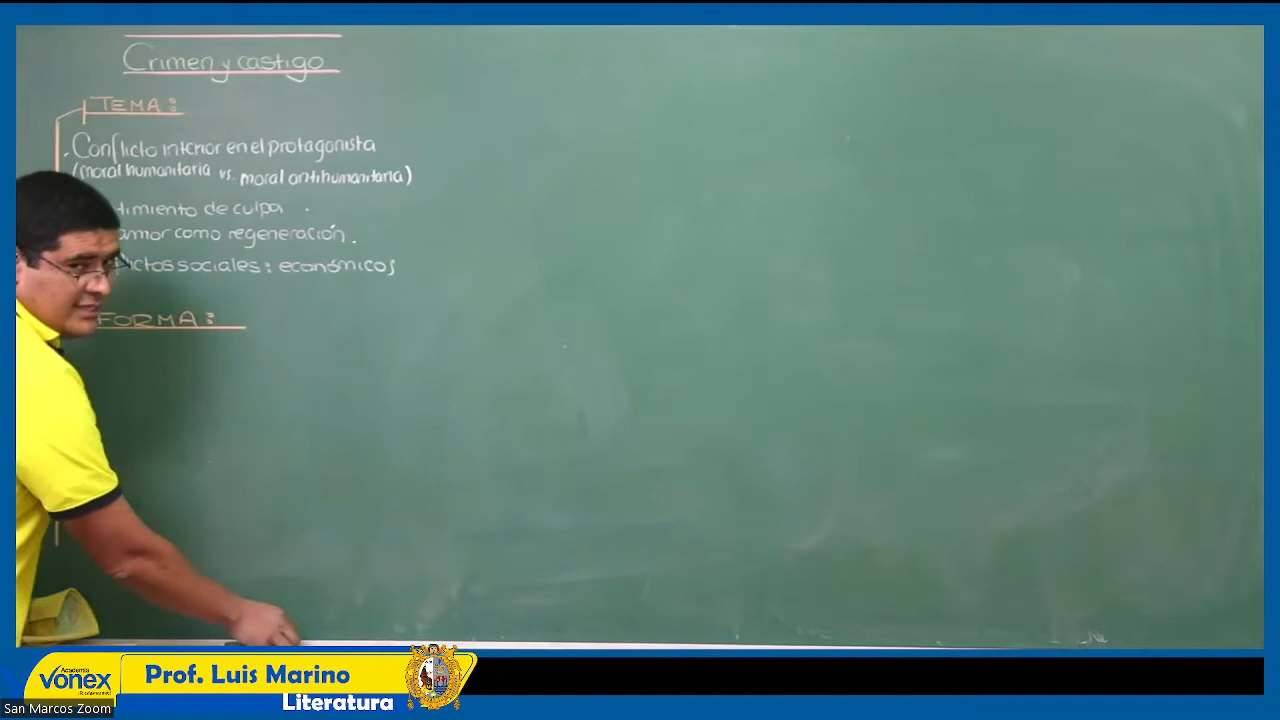 Crimen y castigo
TEMA:
. Conflicto interior en el protagonista
(moral humanitaria vs. moral antihumanitaria)
timiento de culpa .
amor como regeneración.
ictos sociales: económicos
FORMA:
Academia
vonex
Prof. Luis Marino
Literatura
San Marcos Zoom